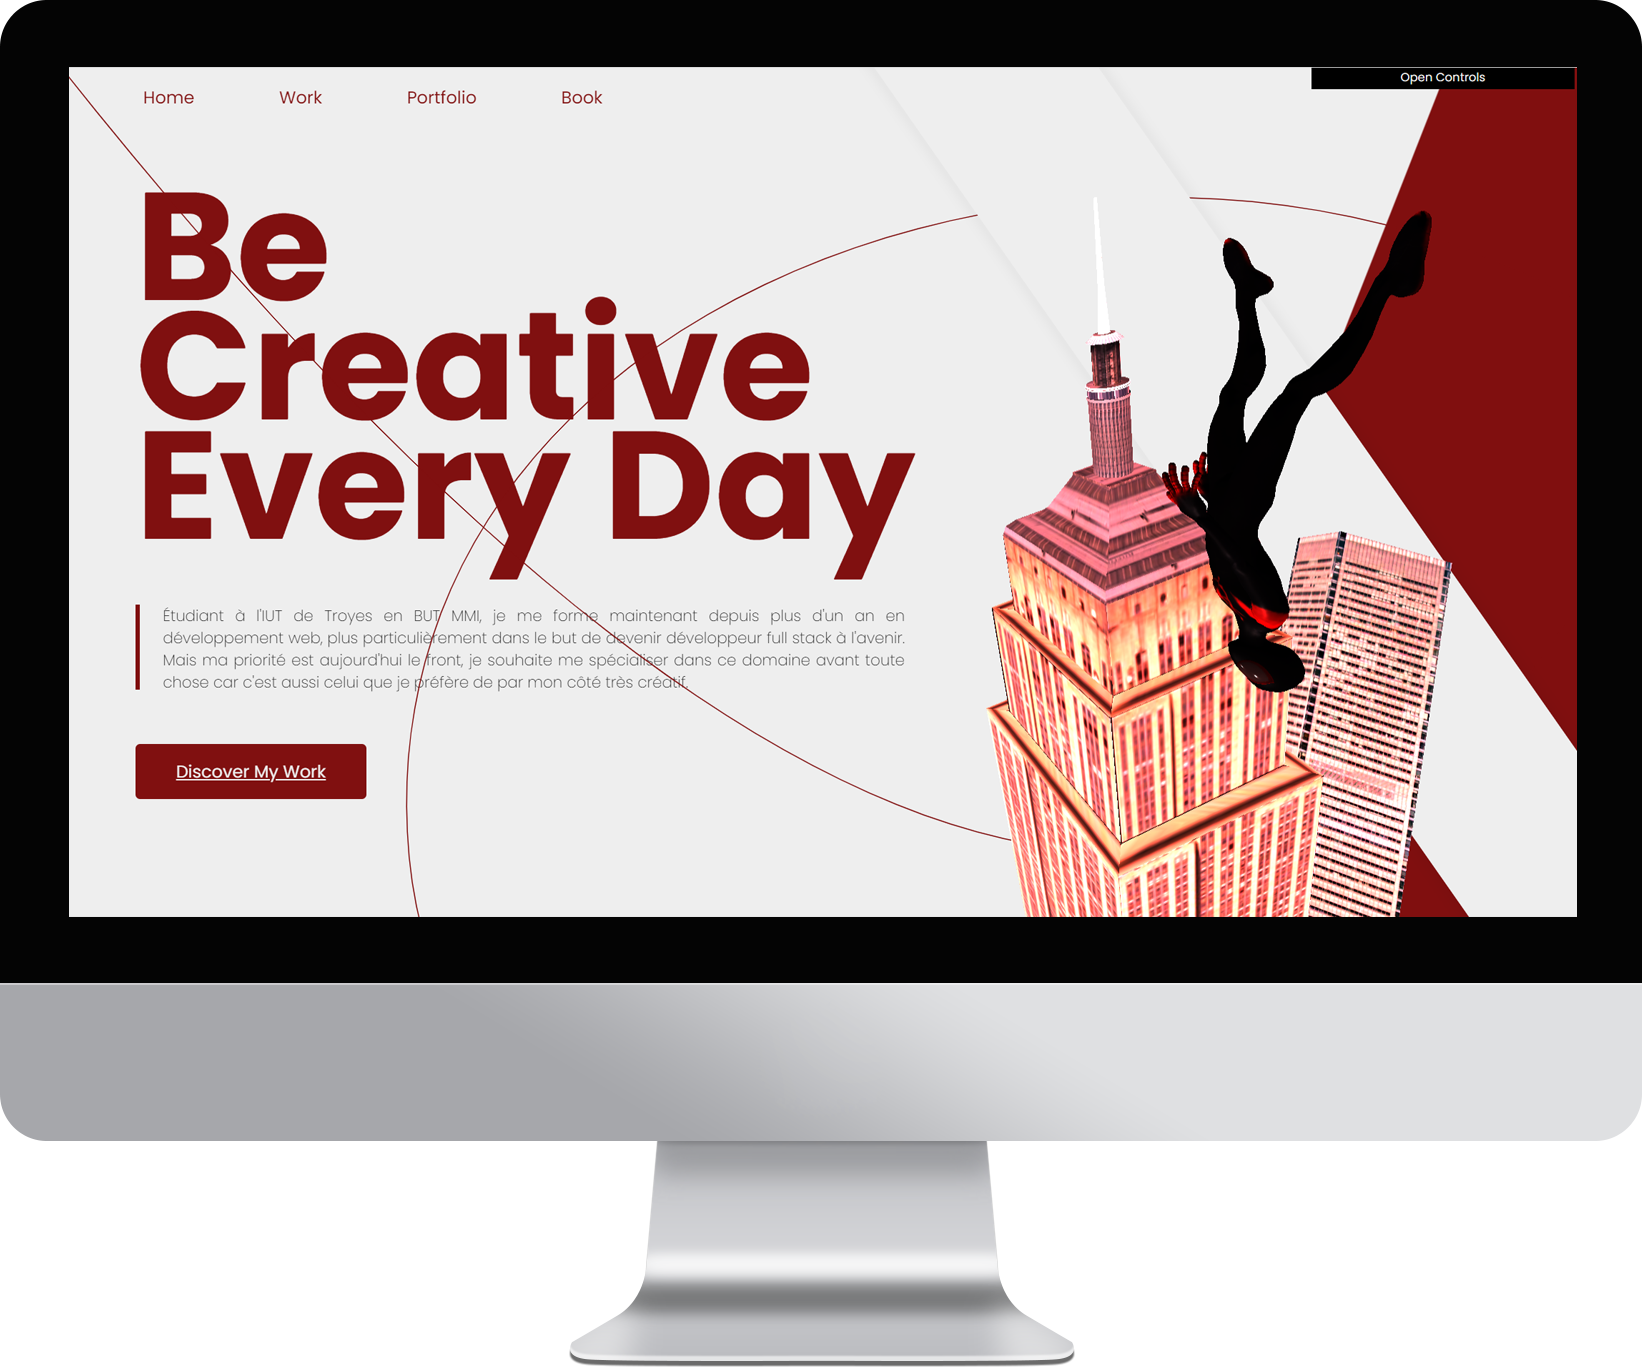 Home Work Portfolio Book
Open Controls
Be
Creative
Every Day
Étudiant à l'IUT de Troyes en BUT MMI, je me forme maintenant depuis plus d'un an en
développement web, plus particulièrement dans le but de devenir développeur full stack à l'avenir.
Mais ma priorité est aujourd'hui le front, je souhaite me spécialiser dans ce domaine avant toute
chose car c'est aussi celui que je préfère de par mon côté très créatif.
Discover My Work